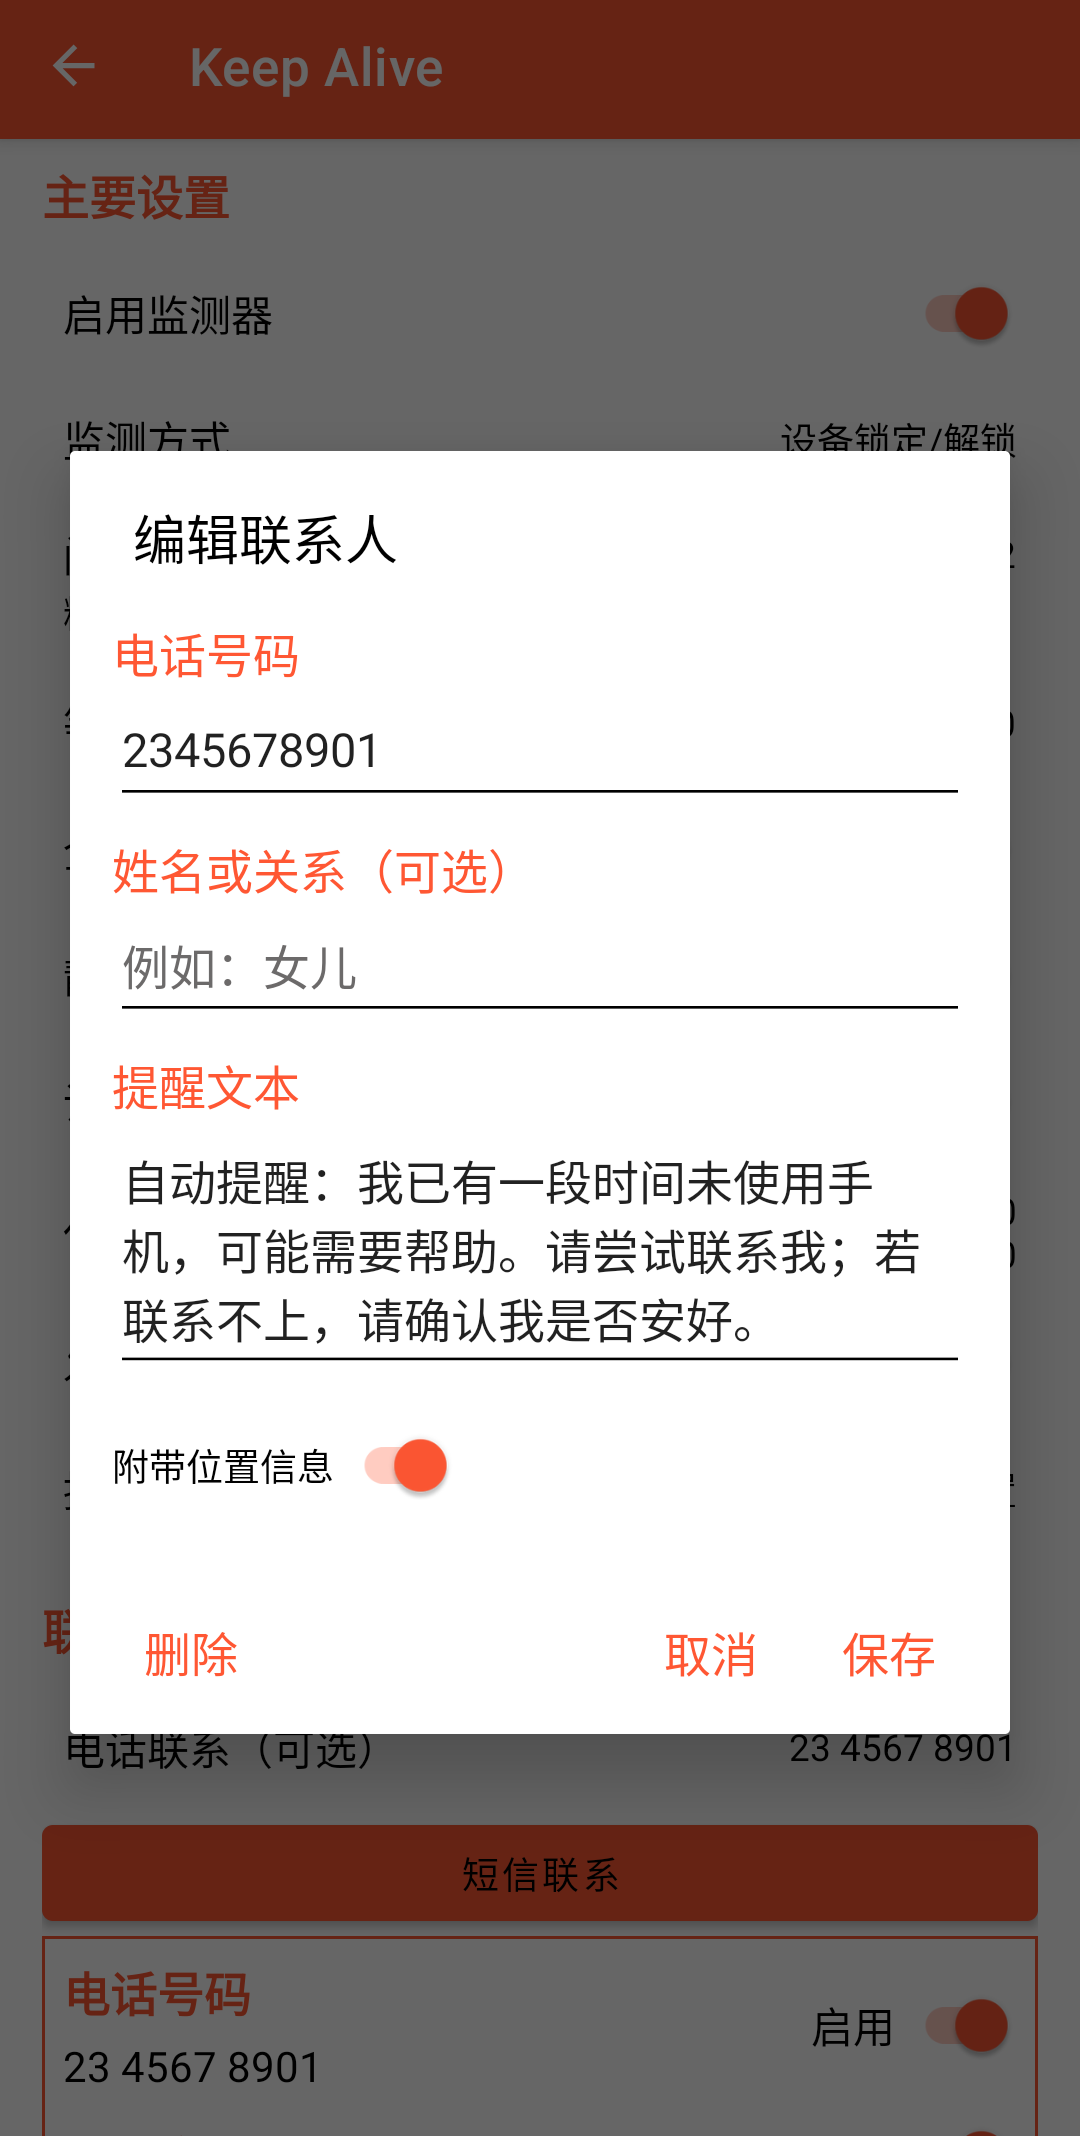 Keep Alive
主要设置
启用监测器
监测方式
设备锁定/解锁
编辑联系人
电话号码
2345678901
姓名或关系（可选）
例如：女儿
提醒文本
自动提醒：我已有一段时间未使用手
机，可能需要帮助。请尝试联系我；若
联系不上，请确认我是否安好。
附带位置信息
删除
取消
保存
电话联系（可选）
23 4567 8901
短信联系
电话号码
启用
23 4567 8901